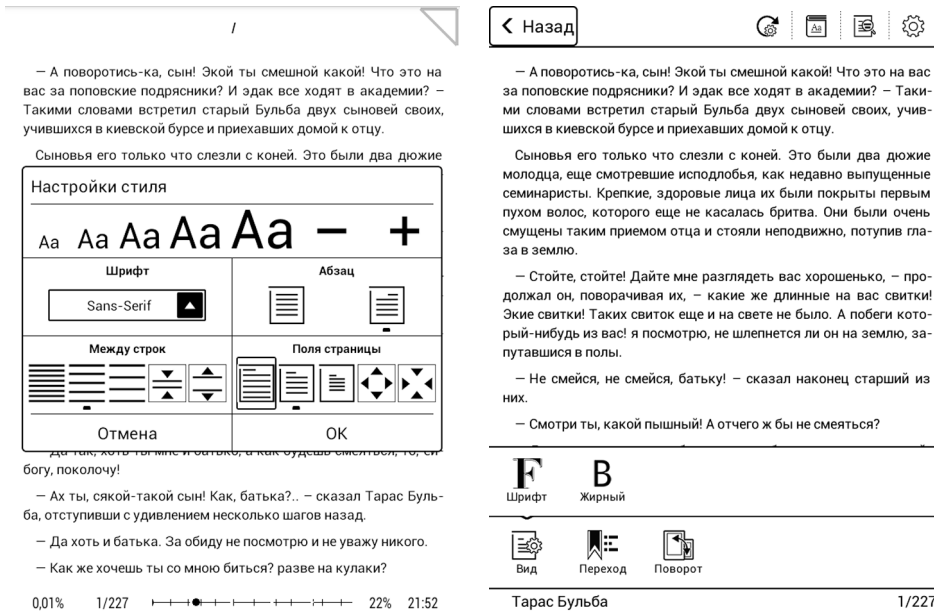 /
— А поворотись-ка, сын! Экой ты смешной какой! Что это на
вас за поповские подрясники? И эдак все ходят в академии? –
Такими словами встретил старый Бульба двух сыновей своих,
учившихся в киевской бурсе и приехавших домой к отцу.
Сыновья его только что слезли с коней. Это были два дюжие
Настройки стиля
Aa Aa Aa Aa Aa − +
Шрифт
Абзац
Sans-Serif
Между строк
Поля страницы
Отмена
OK
богу, поколочу!
— Ах ты, сякой-такой сын! Как, батька?.. – сказал Тарас Буль-
ба, отступивши с удивлением несколько шагов назад.
— Да хоть и батька. За обиду не посмотрю и не уважу никого.
— Как же хочешь ты со мною биться? разве на кулаки?
0,01% 1/227 22% 21:52
Назад
Aa
— А поворотись-ка, сын! Экой ты смешной какой! Что это на вас
за поповские подрясники? И эдак все ходят в академии? – Таки-
ми словами встретил старый Бульба двух сыновей своих, учив-
шихся в киевской бурсе и приехавших домой к отцу.
Сыновья его только что слезли с коней. Это были два дюжие
молодца, еще смотревшие исподлобья, как недавно выпущенные
семинаристы. Крепкие, здоровые лица их были покрыты первым
пухом волос, которого еще не касалась бритва. Они были очень
смущены таким приемом отца и стояли неподвижно, потупив гла-
за в землю.
— Стойте, стойте! Дайте мне разглядеть вас хорошенько, – про-
должал он, поворачивая их, – какие же длинные на вас свитки!
Экие свитки! Таких свиток еще и на свете не было. А побеги кото-
рый-нибудь из вас! я посмотрю, не шлепнется ли он на землю, за-
путавшися в полы.
— Не смейся, не смейся, батьку! – сказал наконец старший из
них.
— Смотри ты, какой пышный! А отчего ж бы не смеяться?
F
Шрифт
B
Жирный
Вид
Переход
Поворот
Тарас Бульба 1/227